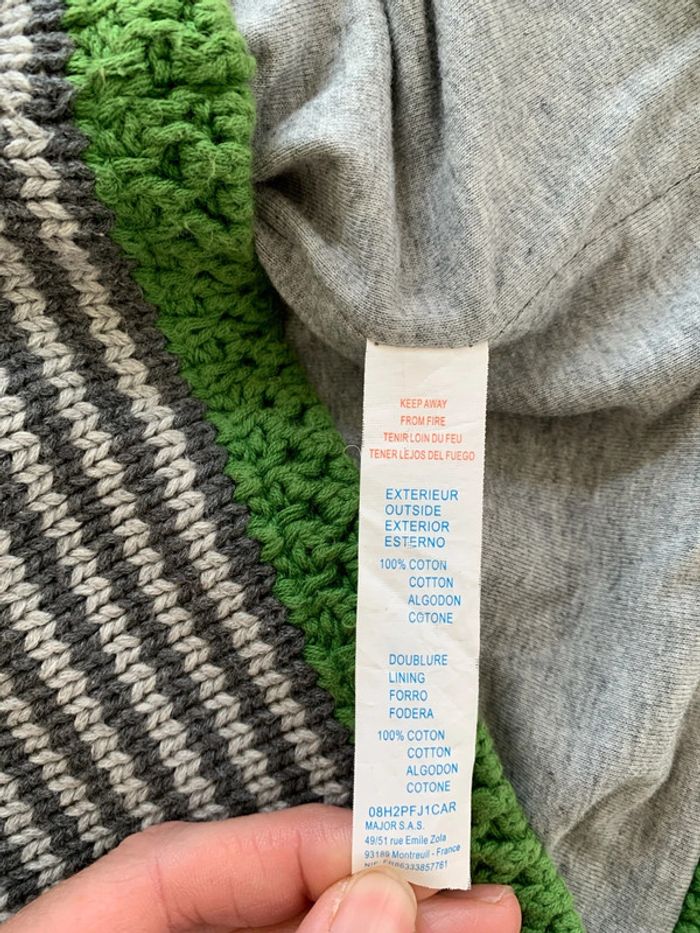 KEEP AWAY
FROM FIRE
TENIR LOIN DU FEU
TENER LEJOS DEL FUEGO
EXTERIEUR
OUTSIDE
EXTERIOR
ESTERNO
100% COTON
COTTON
ALGODON
COTONE
DOUBLURE
LINING
FORRO
FODERA
100% COTON
COTTON
ALGODON
COTONE
08H2PFJ1CAR
MAJOR S.A.S.
49/51 rue Emile Zola
93189 Montreuil - France
NIF: FR66333857761